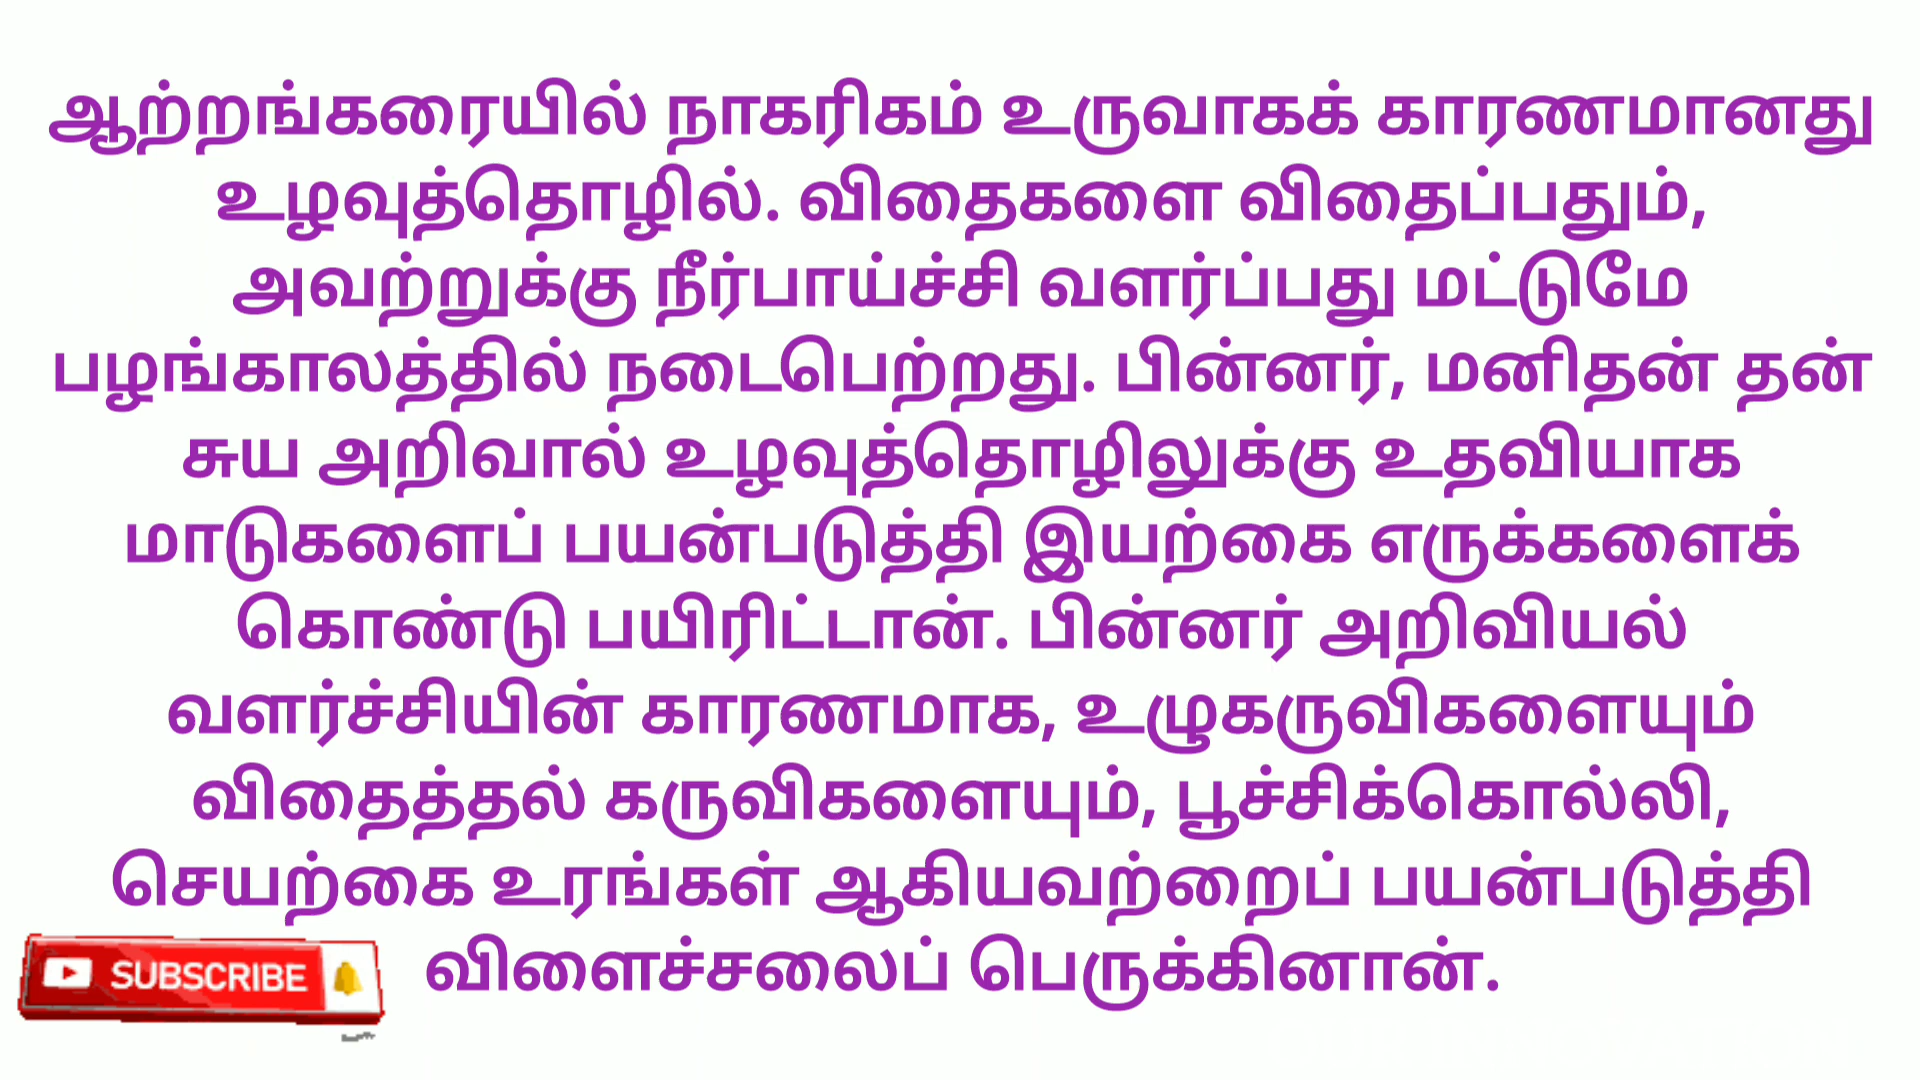 ஆற்றங்கரையில் நாகரிகம் உருவாகக் காரணமானது
உழவுத்தொழில். விதைகளை விதைப்பதும்,
அவற்றுக்கு நீர்பாய்ச்சி வளர்ப்பது மட்டுமே
பழங்காலத்தில் நடைபெற்றது. பின்னர், மனிதன் தன்
சுய அறிவால் உழவுத்தொழிலுக்கு உதவியாக
மாடுகளைப் பயன்படுத்தி இயற்கை எருக்களைக்
கொண்டு பயிரிட்டான். பின்னர் அறிவியல்
வளர்ச்சியின் காரணமாக, உழுகருவிகளையும்
விதைத்தல் கருவிகளையும், பூச்சிக்கொல்லி,
செயற்கை உரங்கள் ஆகியவற்றைப் பயன்படுத்தி
விளைச்சலைப் பெருக்கினான்.
SUBSCRIBE